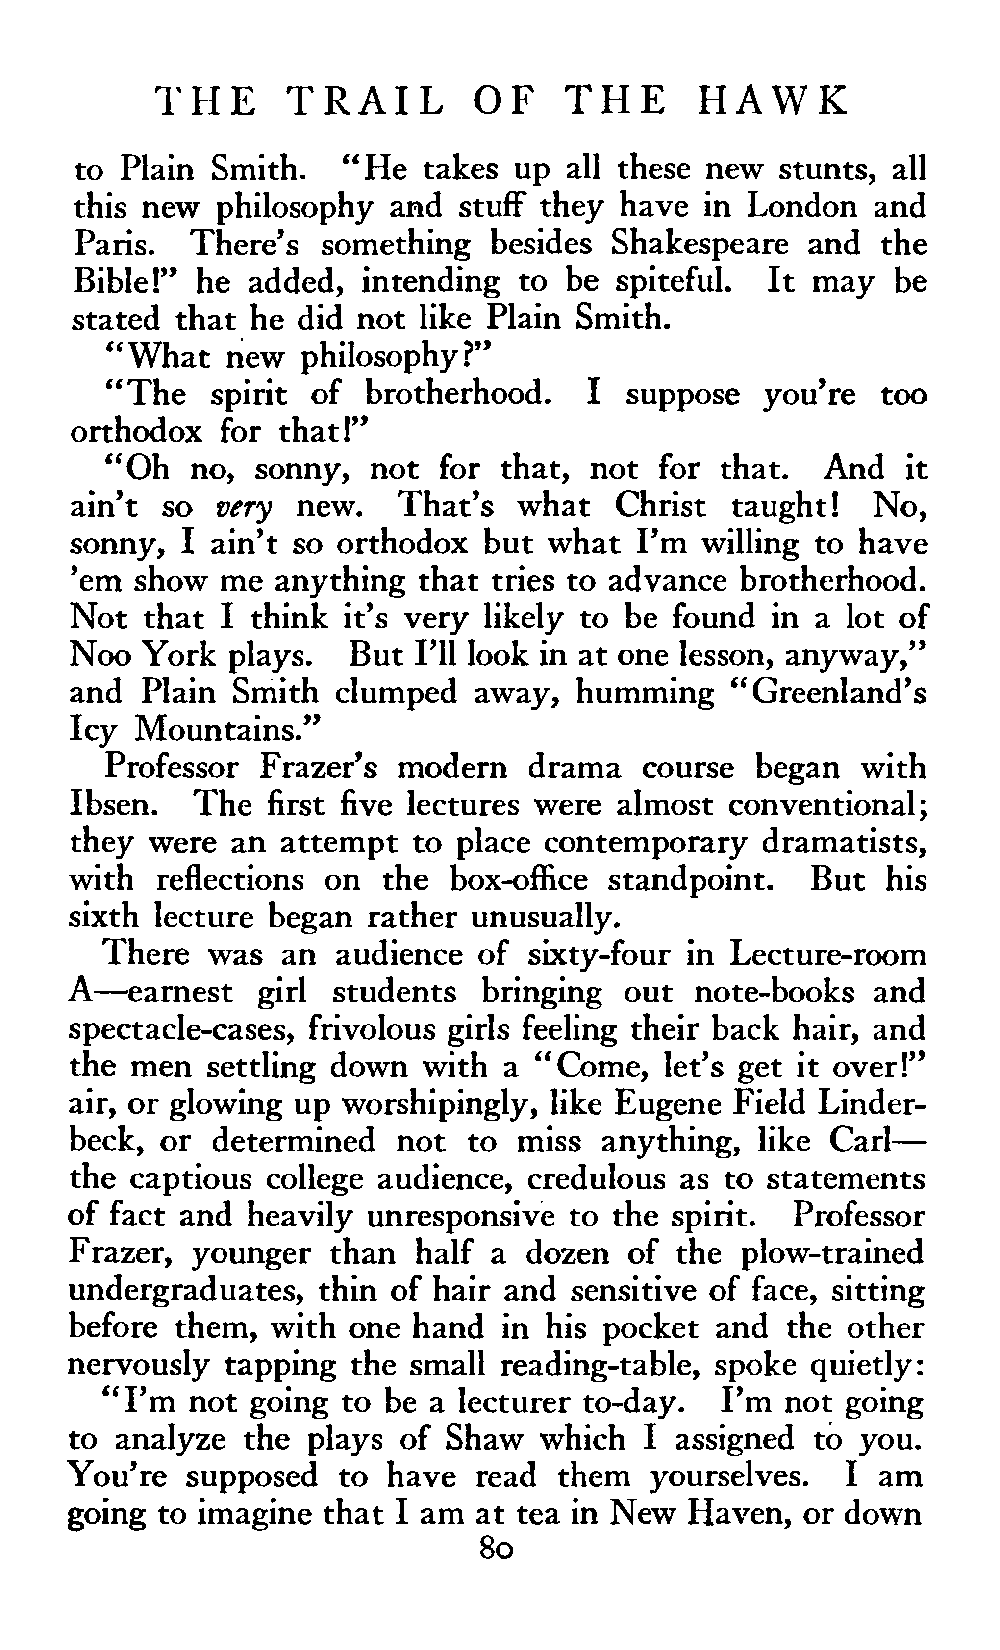 THE TRAIL OF THE HAWK
to Plain Smith. “He takes up all these new stunts, all
this new philosophy and stuff they have in London and
Paris. There’s something besides Shakespeare and the
Bible!” he added, intending to be spiteful. It may be
stated that he did not like Plain Smith.
“What new philosophy?”
“The spirit of brotherhood. I suppose you’re too
orthodox for that!”
“Oh no, sonny, not for that, not for that. And it
ain’t so very new. That’s what Christ taught! No,
sonny, I ain’t so orthodox but what I’m willing to have
’em show me anything that tries to advance brotherhood.
Not that I think it’s very likely to be found in a lot of
Noo York plays. But I’ll look in at one lesson, anyway,”
and Plain Smith clumped away, humming “Greenland’s
Icy Mountains.”
Professor Frazer’s modern drama course began with
Ibsen. The first five lectures were almost conventional;
they were an attempt to place contemporary dramatists,
with reflections on the box-office standpoint. But his
sixth lecture began rather unusually.
There was an audience of sixty-four in Lecture-room
A—earnest girl students bringing out note-books and
spectacle-cases, frivolous girls feeling their back hair, and
the men settling down with a “Come, let’s get it over!”
air, or glowing up worshipingly, like Eugene Field Linder-
beck, or determined not to miss anything, like Carl—
the captious college audience, credulous as to statements
of fact and heavily unresponsive to the spirit. Professor
Frazer, younger than half a dozen of the plow-trained
undergraduates, thin of hair and sensitive of face, sitting
before them, with one hand in his pocket and the other
nervously tapping the small reading-table, spoke quietly:
“I’m not going to be a lecturer to-day. I’m not going
to analyze the plays of Shaw which I assigned to you.
You’re supposed to have read them yourselves. I am
going to imagine that I am at tea in New Haven, or down
80